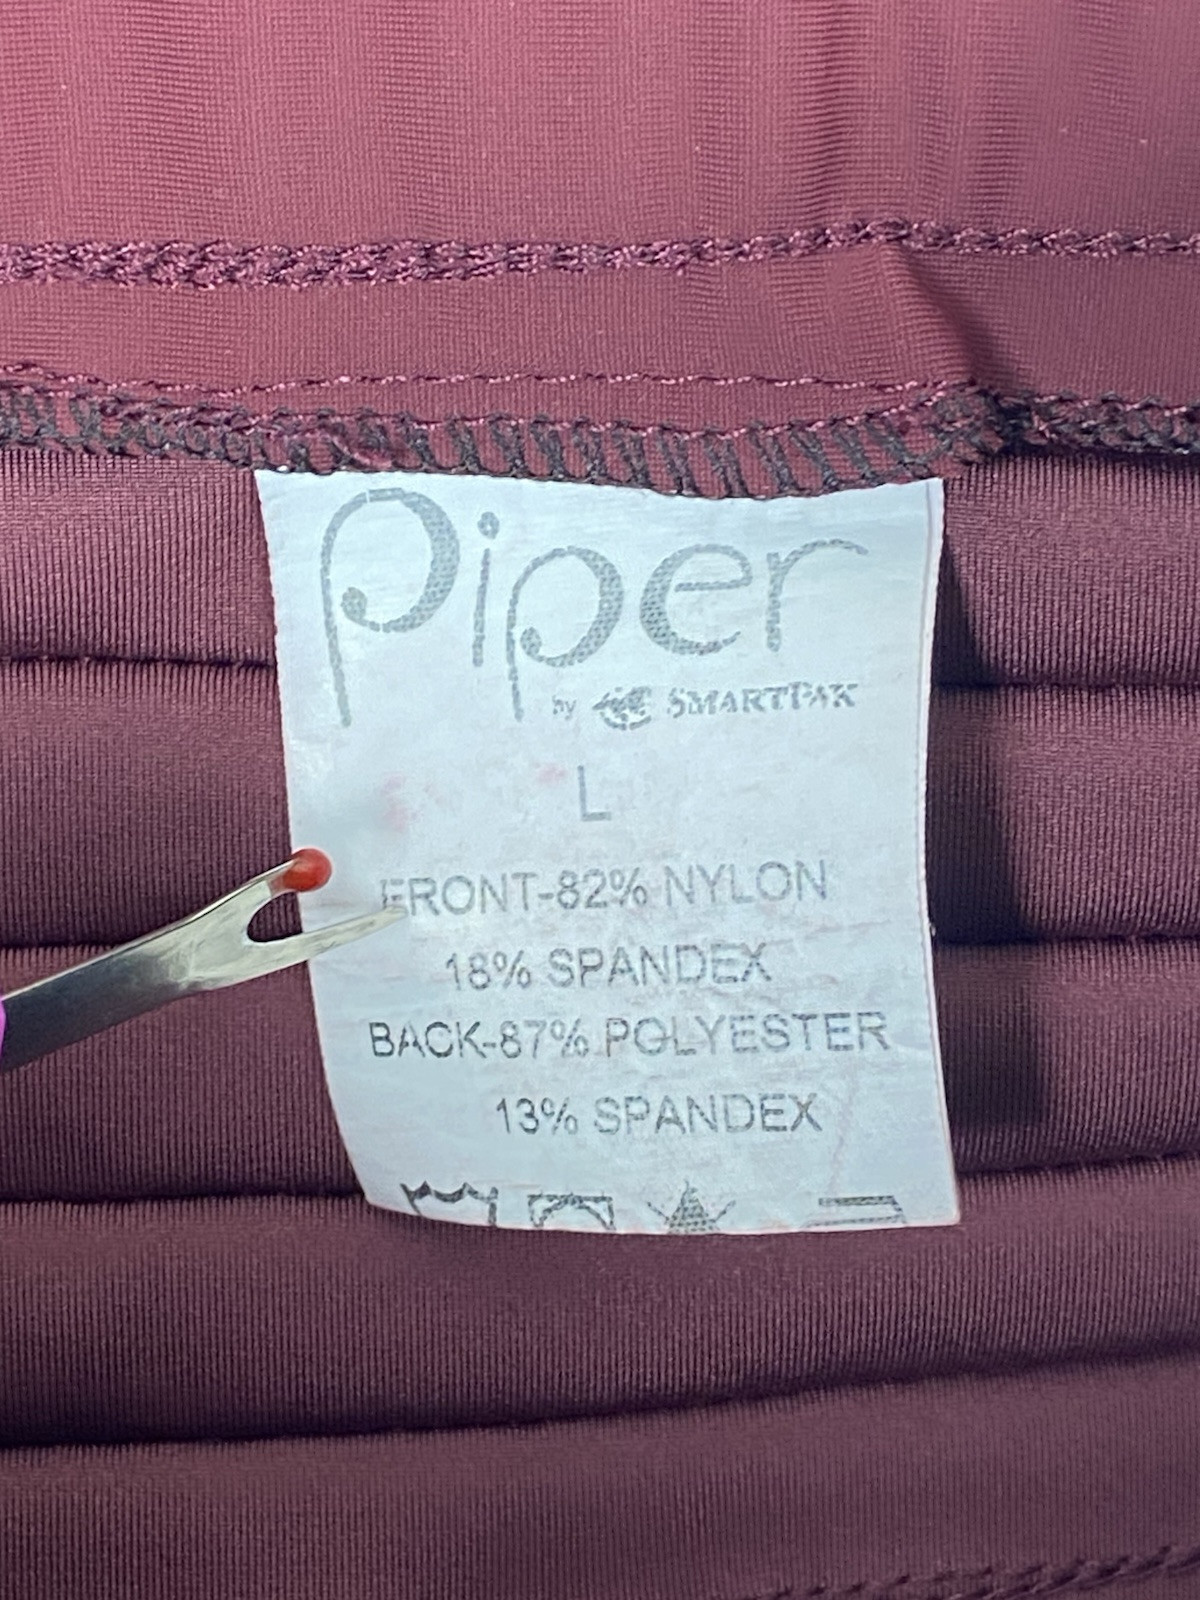 Piper
by SMARTPAK
L
FRONT-82% NYLON
18% SPANDEX
BACK-87% POLYESTER
13% SPANDEX